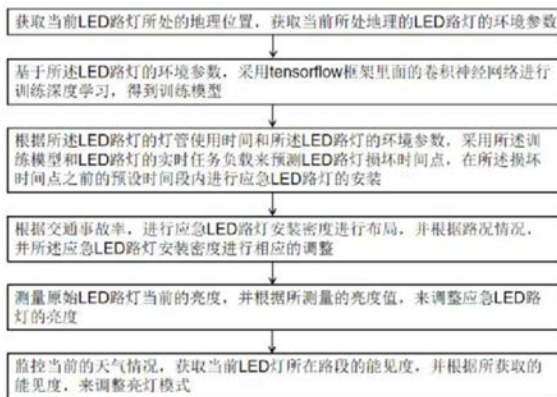 获取当前LED路灯所处的地理位置，获取当前所处地理的LED路灯的环境参数
基于所述LED路灯的环境参数，采用tensorflow框架里面的卷积神经网络进行
训练深度学习，得到训练模型
根据所述LED路灯的灯管使用时间和所述LED路灯的环境参数，采用所述训
练模型和LED路灯的实时任务负载来预测LED路灯损坏时间点，在所述损坏
时间点之前的预设时间段内进行应急LED路灯的安装
根据交通事故率，进行应急LED路灯安装密度进行布局，并根据路况情况，
并所述应急LED路灯安装密度进行相应的调整
测量原始LED路灯当前的亮度，并根据所测量的亮度值，来调整应急LED路
灯的亮度
监控当前的天气情况，获取当前LED灯所在路段的能见度，并根据所获取的
能见度，来调整亮灯模式